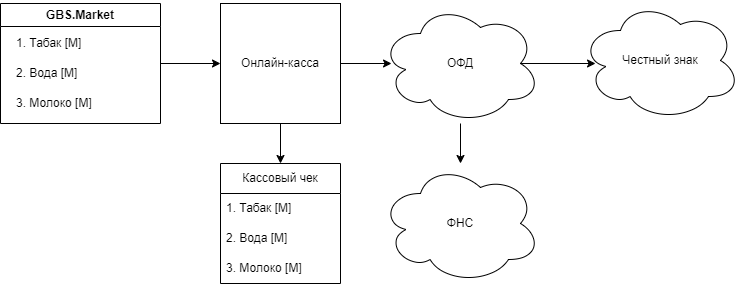 GBS.Market
1. Табак [М]
2. Вода [М]
3. Молоко [М]
Онлайн-касса
ОФД
Честный знак
Кассовый чек
1. Табак [М]
2. Вода [М]
3. Молоко [М]
ФНС